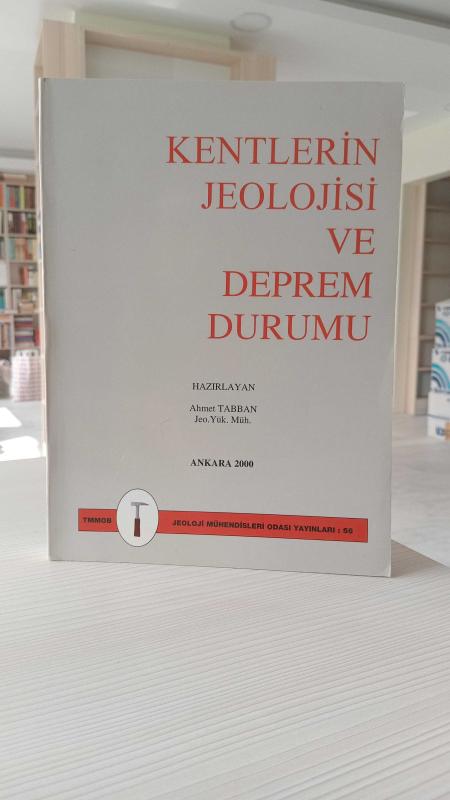 KENTLERİN
JEOLOJİSİ
VE
DEPREM
DURUMU
HAZIRLAYAN
Ahmet TABBAN
Jeo.Yük. Müh.
ANKARA 2000
TMMOB
JEOLOJİ MÜHENDİSLERİ ODASI YAYINLARI : 56